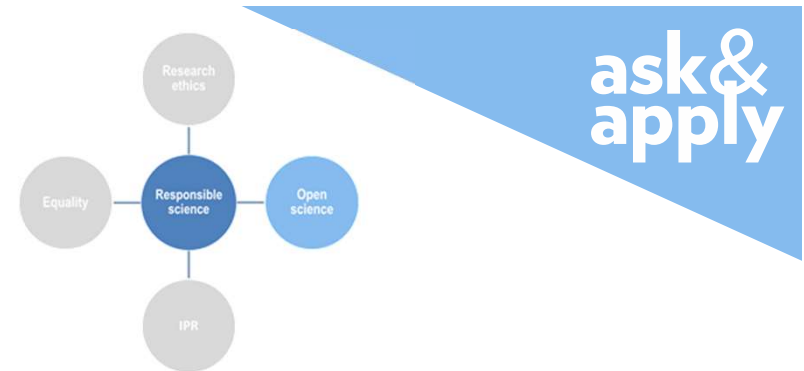 ask&
apply
Research
ethics
Equality
Responsible
science
Open
science
IPR